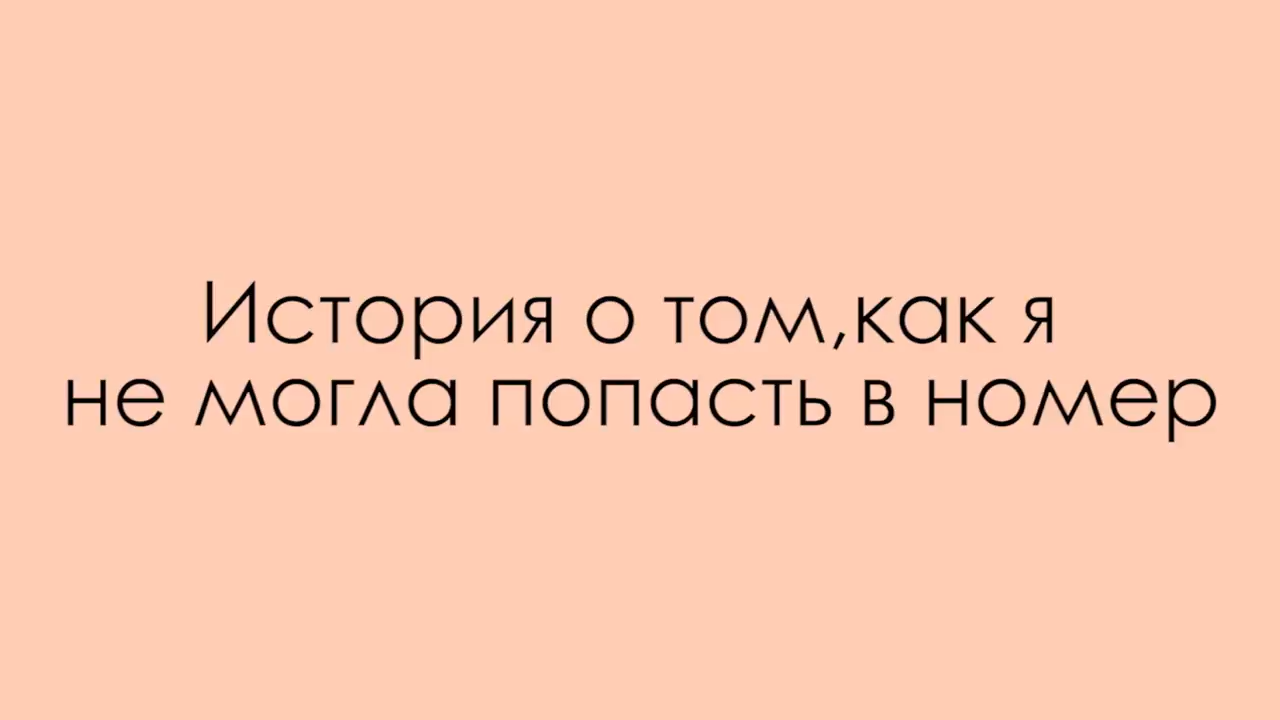 История о том,как я
не могла попасть в номер